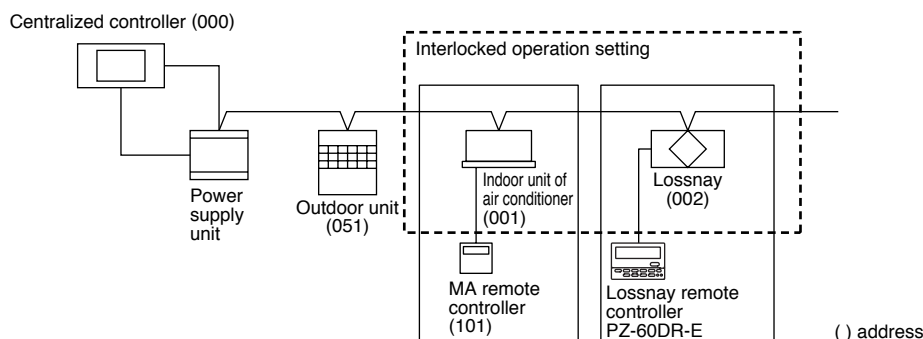 Centralized controller (000)
Interlocked operation setting
Power
supply
unit
Outdoor unit
(051)
Indoor unit of
air conditioner
(001)
Lossnay
(002)
MA remote
controller
(101)
Lossnay remote
controller
PZ-60DR-E
( ) address